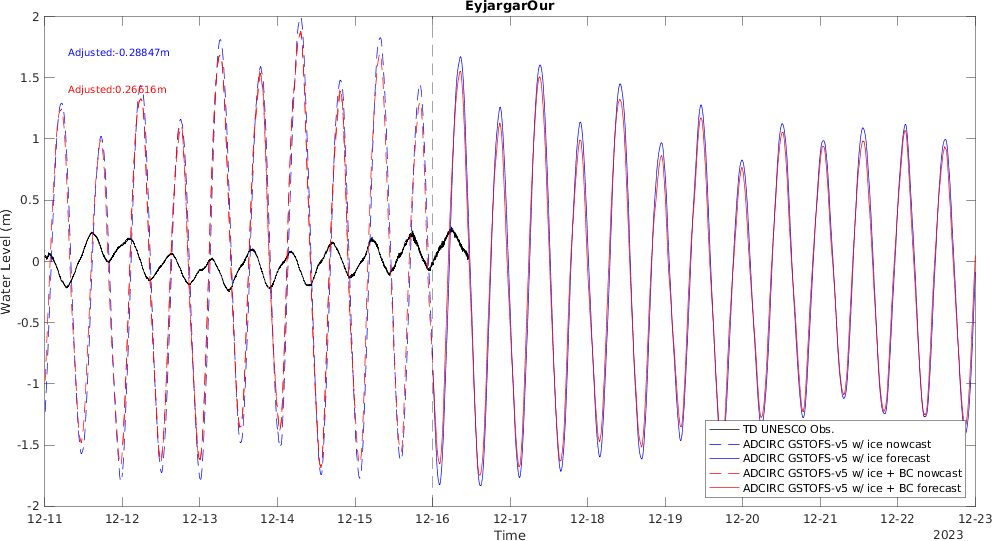 EyjargarOur
Adjusted:-0.28847m
Adjusted:0.26616m
Water Level (m)
2
1.5
1
0.5
0
-0.5
-1
-1.5
-2
12-11 12-12 12-13 12-14 12-15 12-16 12-17 12-18 12-19 12-20 12-21 12-22 12-23
Time
2023
TD UNESCO Obs.
ADCIRC GSTOFS-v5 w/ ice nowcast
ADCIRC GSTOFS-v5 w/ ice forecast
ADCIRC GSTOFS-v5 w/ ice + BC nowcast
ADCIRC GSTOFS-v5 w/ ice + BC forecast